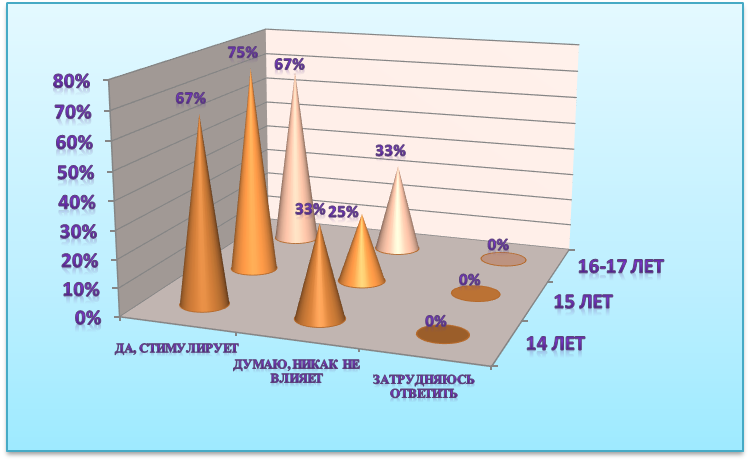 75%
67%
67%
80%
70%
60%
50%
40%
30%
20%
10%
0%
33%
33%
25%
0%
0%
0%
16-17 ЛЕТ
15 ЛЕТ
14 ЛЕТ
ДА, СТИМУЛИРУЕТ
ДУМАЮ, НИКАК НЕ
ВЛИЯЕТ
ЗАТРУДНЯЮСЬ
ОТВЕТИТЬ